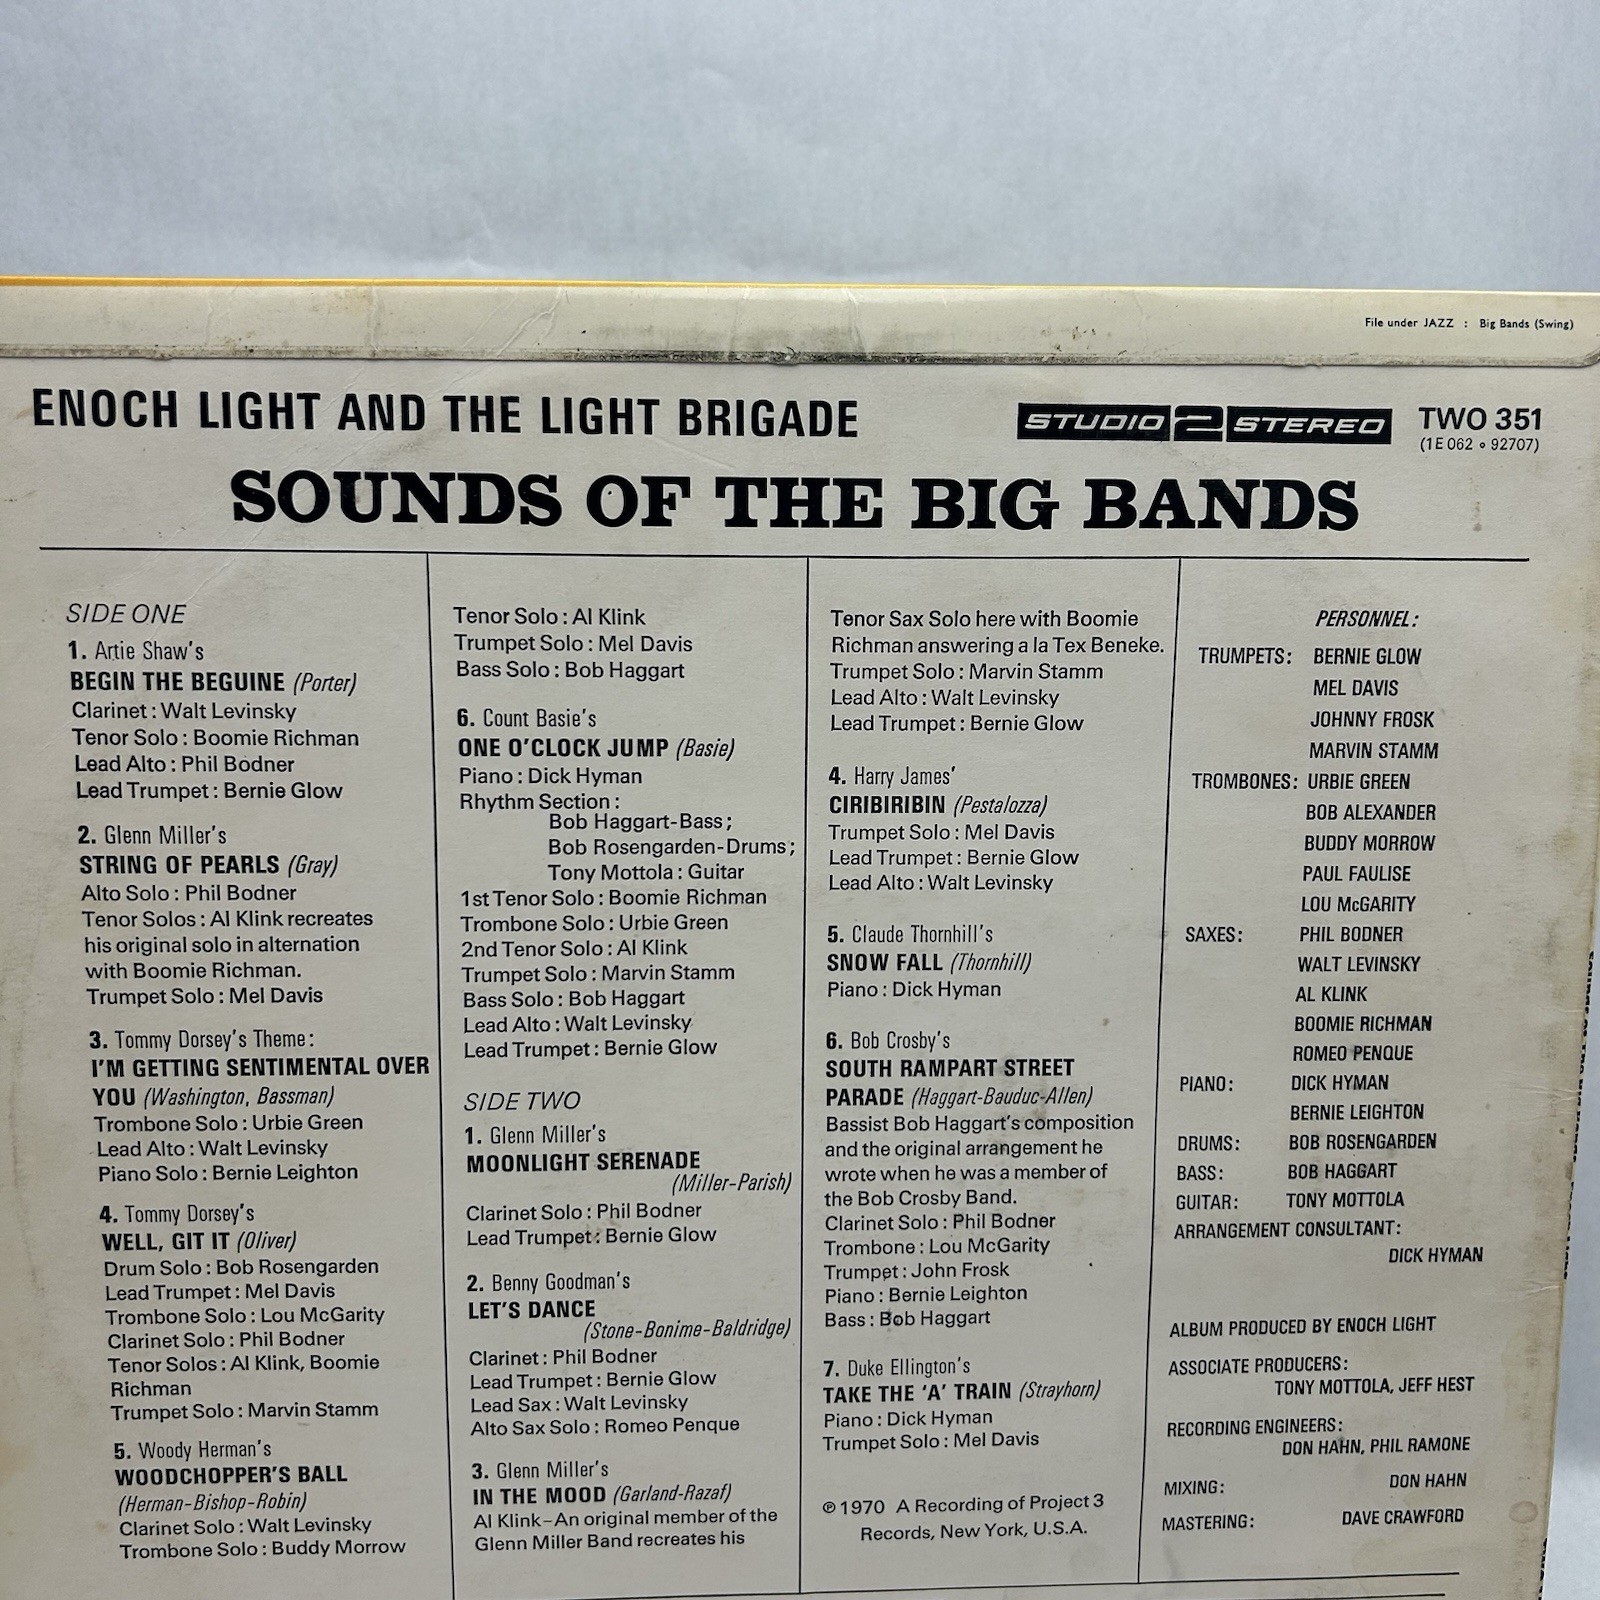 File under JAZZ : Big Bands (Swing)
ENOCH LIGHT AND THE LIGHT BRIGADE
STUDIO 2 STEREO
TWO 351
(1E 062 o 92707)
SOUNDS OF THE BIG BANDS
SIDE ONE
1. Artie Shaw's
BEGIN THE BEGUINE (Porter)
Clarinet : Walt Levinsky
Tenor Solo : Boomie Richman
Lead Alto : Phil Bodner
Lead Trumpet : Bernie Glow
2. Glenn Miller's
STRING OF PEARLS (Gray)
Alto Solo : Phil Bodner
Tenor Solos : Al Klink recreates
his original solo in alternation
with Boomie Richman.
Trumpet Solo : Mel Davis
3. Tommy Dorsey's Theme :
I'M GETTING SENTIMENTAL OVER
YOU (Washington, Bassman)
Trombone Solo : Urbie Green
Lead Alto : Walt Levinsky
Piano Solo : Bernie Leighton
4. Tommy Dorsey's
WELL, GIT IT (Oliver)
Drum Solo : Bob Rosengarden
Lead Trumpet : Mel Davis
Trombone Solo : Lou McGarity
Clarinet Solo : Phil Bodner
Tenor Solos : Al Klink, Boomie
Richman
Trumpet Solo : Marvin Stamm
5. Woody Herman's
WOODCHOPPER'S BALL
(Herman-Bishop-Robin)
Clarinet Solo : Walt Levinsky
Trombone Solo : Buddy Morrow
Tenor Solo : Al Klink
Trumpet Solo : Mel Davis
Bass Solo : Bob Haggart
6. Count Basie's
ONE O'CLOCK JUMP (Basie)
Piano : Dick Hyman
Rhythm Section :
Bob Haggart-Bass ;
Bob Rosengarden-Drums ;
Tony Mottola : Guitar
1st Tenor Solo : Boomie Richman
Trombone Solo : Urbie Green
2nd Tenor Solo : Al Klink
Trumpet Solo : Marvin Stamm
Bass Solo : Bob Haggart
Lead Alto : Walt Levinsky
Lead Trumpet : Bernie Glow
SIDE TWO
1. Glenn Miller's
MOONLIGHT SERENADE
(Miller-Parish)
Clarinet Solo : Phil Bodner
Lead Trumpet : Bernie Glow
2. Benny Goodman's
LET'S DANCE
(Stone-Bonime-Baldridge)
Clarinet : Phil Bodner
Lead Trumpet : Bernie Glow
Lead Sax : Walt Levinsky
Alto Sax Solo : Romeo Penque
3. Glenn Miller's
IN THE MOOD (Garland-Razaf)
Al Klink-An original member of the
Glenn Miller Band recreates his
Tenor Sax Solo here with Boomie
Richman answering a la Tex Beneke.
Trumpet Solo : Marvin Stamm
Lead Alto : Walt Levinsky
Lead Trumpet : Bernie Glow
4. Harry James'
CIRIBIRIBIN (Pestalozza)
Trumpet Solo : Mel Davis
Lead Trumpet : Bernie Glow
Lead Alto : Walt Levinsky
5. Claude Thornhill's
SNOW FALL (Thornhill)
Piano : Dick Hyman
6. Bob Crosby's
SOUTH RAMPART STREET
PARADE (Haggart-Bauduc-Allen)
Bassist Bob Haggart's composition
and the original arrangement he
wrote when he was a member of
the Bob Crosby Band.
Clarinet Solo : Phil Bodner
Trombone : Lou McGarity
Trumpet : John Frosk
Piano : Bernie Leighton
Bass : Bob Haggart
7. Duke Ellington's
TAKE THE 'A' TRAIN (Strayhorn)
Piano : Dick Hyman
Trumpet Solo : Mel Davis
℗ 1970 A Recording of Project 3
Records, New York, U.S.A.
PERSONNEL :
TRUMPETS: BERNIE GLOW
MEL DAVIS
JOHNNY FROSK
MARVIN STAMM
TROMBONES: URBIE GREEN
BOB ALEXANDER
BUDDY MORROW
PAUL FAULISE
LOU McGARITY
SAXES: PHIL BODNER
WALT LEVINSKY
AL KLINK
BOOMIE RICHMAN
ROMEO PENQUE
PIANO: DICK HYMAN
BERNIE LEIGHTON
DRUMS: BOB ROSENGARDEN
BASS: BOB HAGGART
GUITAR: TONY MOTTOLA
ARRANGEMENT CONSULTANT:
DICK HYMAN
ALBUM PRODUCED BY ENOCH LIGHT
ASSOCIATE PRODUCERS:
TONY MOTTOLA, JEFF HEST
RECORDING ENGINEERS:
DON HAHN, PHIL RAMONE
MIXING: DON HAHN
MASTERING: DAVE CRAWFORD